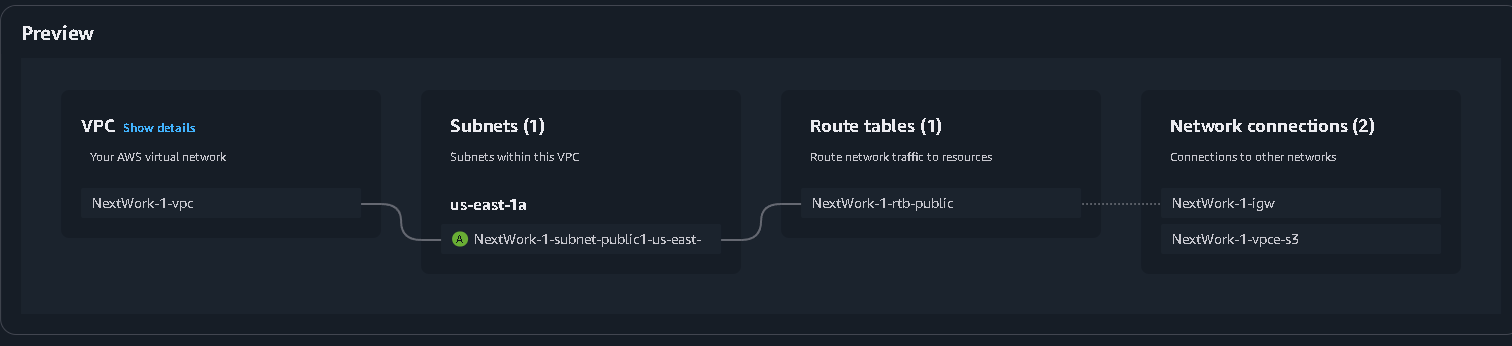 Preview
VPC Show details
Your AWS virtual network
NextWork-1-vpc
Subnets (1)
Subnets within this VPC
us-east-1a
A NextWork-1-subnet-public1-us-east-
Route tables (1)
Route network traffic to resources
NextWork-1-rtb-public
Network connections (2)
Connections to other networks
NextWork-1-igw
NextWork-1-vpce-s3